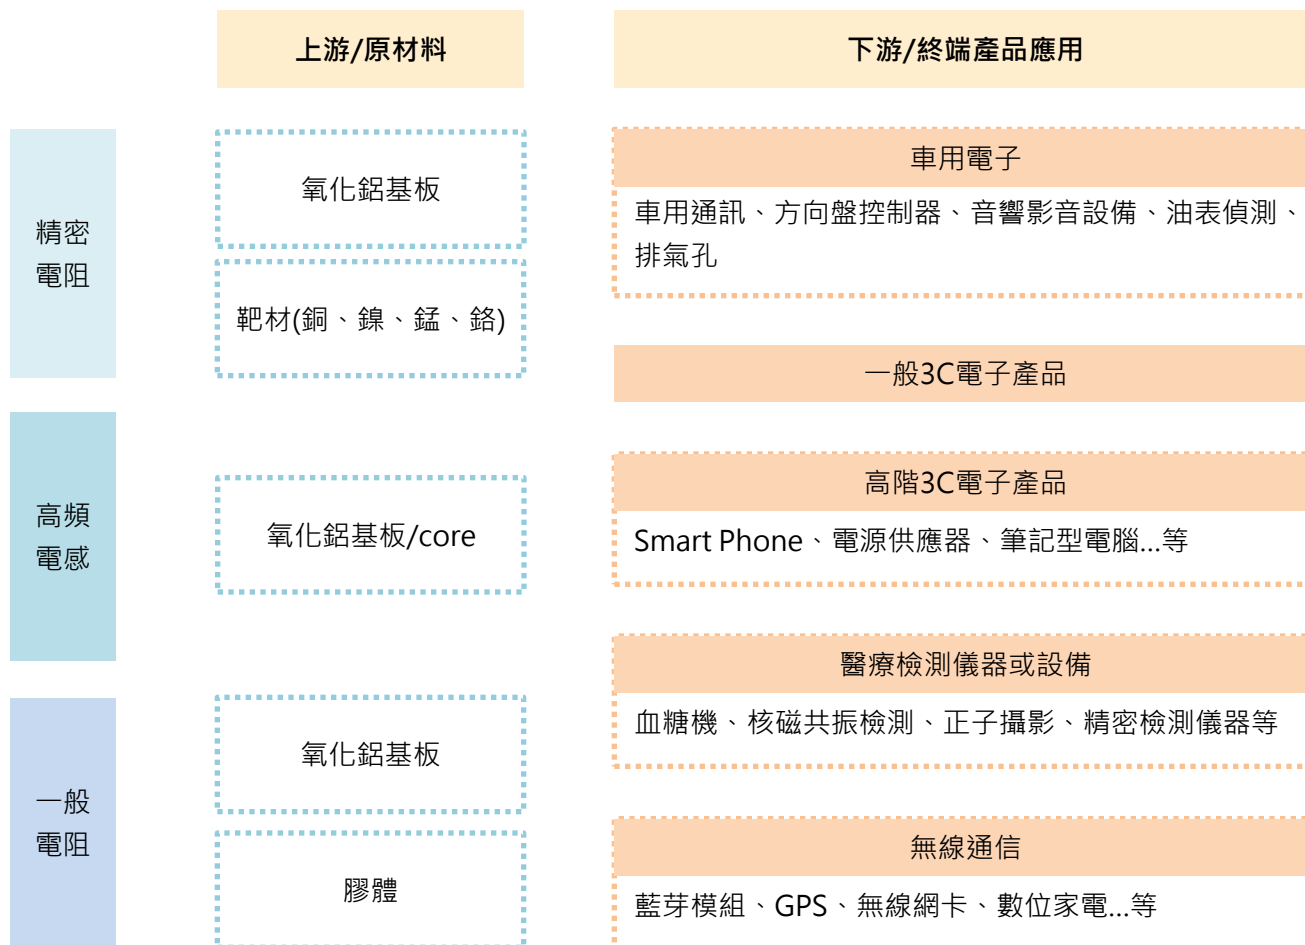 上游/原材料
下游/終端產品應用
精密
電阻
氧化鋁基板
靶材(銅、鎳、錳、鉻)
車用電子
車用通訊、方向盤控制器、音響影音設備、油表偵測、
排氣孔
一般3C電子產品
高頻
電感
氧化鋁基板/core
高階3C電子產品
Smart Phone、電源供應器、筆記型電腦...等
醫療檢測儀器或設備
血糖機、核磁共振檢測、正子攝影、精密檢測儀器等
一般
電阻
氧化鋁基板
膠體
無線通信
藍芽模組、GPS、無線網卡、數位家電...等